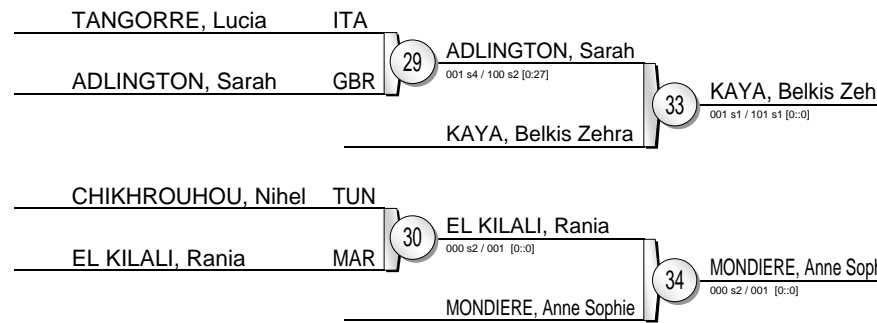 TANGORRE, Lucia ITA
29
ADLINGTON, Sarah
001 s4 / 100 s2 [0:27]
ADLINGTON, Sarah GBR
33
KAYA, Belkis Zeh
001 s1 / 101 s1 [0::0]
KAYA, Belkis Zehra
CHIKHROUHOU, Nihel TUN
30
EL KILALI, Rania
000 s2 / 001 [0::0]
EL KILALI, Rania MAR
34
MONDIERE, Anne Soph
000 s2 / 001 [0::0]
MONDIERE, Anne Sophie